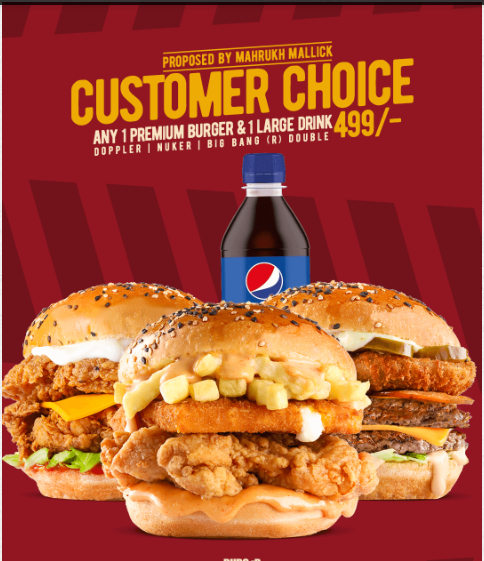 PROPOSED BY MAHRUKH MALLICK
CUSTOMER CHOICE
ANY 1 PREMIUM BURGER & 1 LARGE DRINK 499/-
DOPPLER | NUKER | BIG BANG (R) DOUBLE